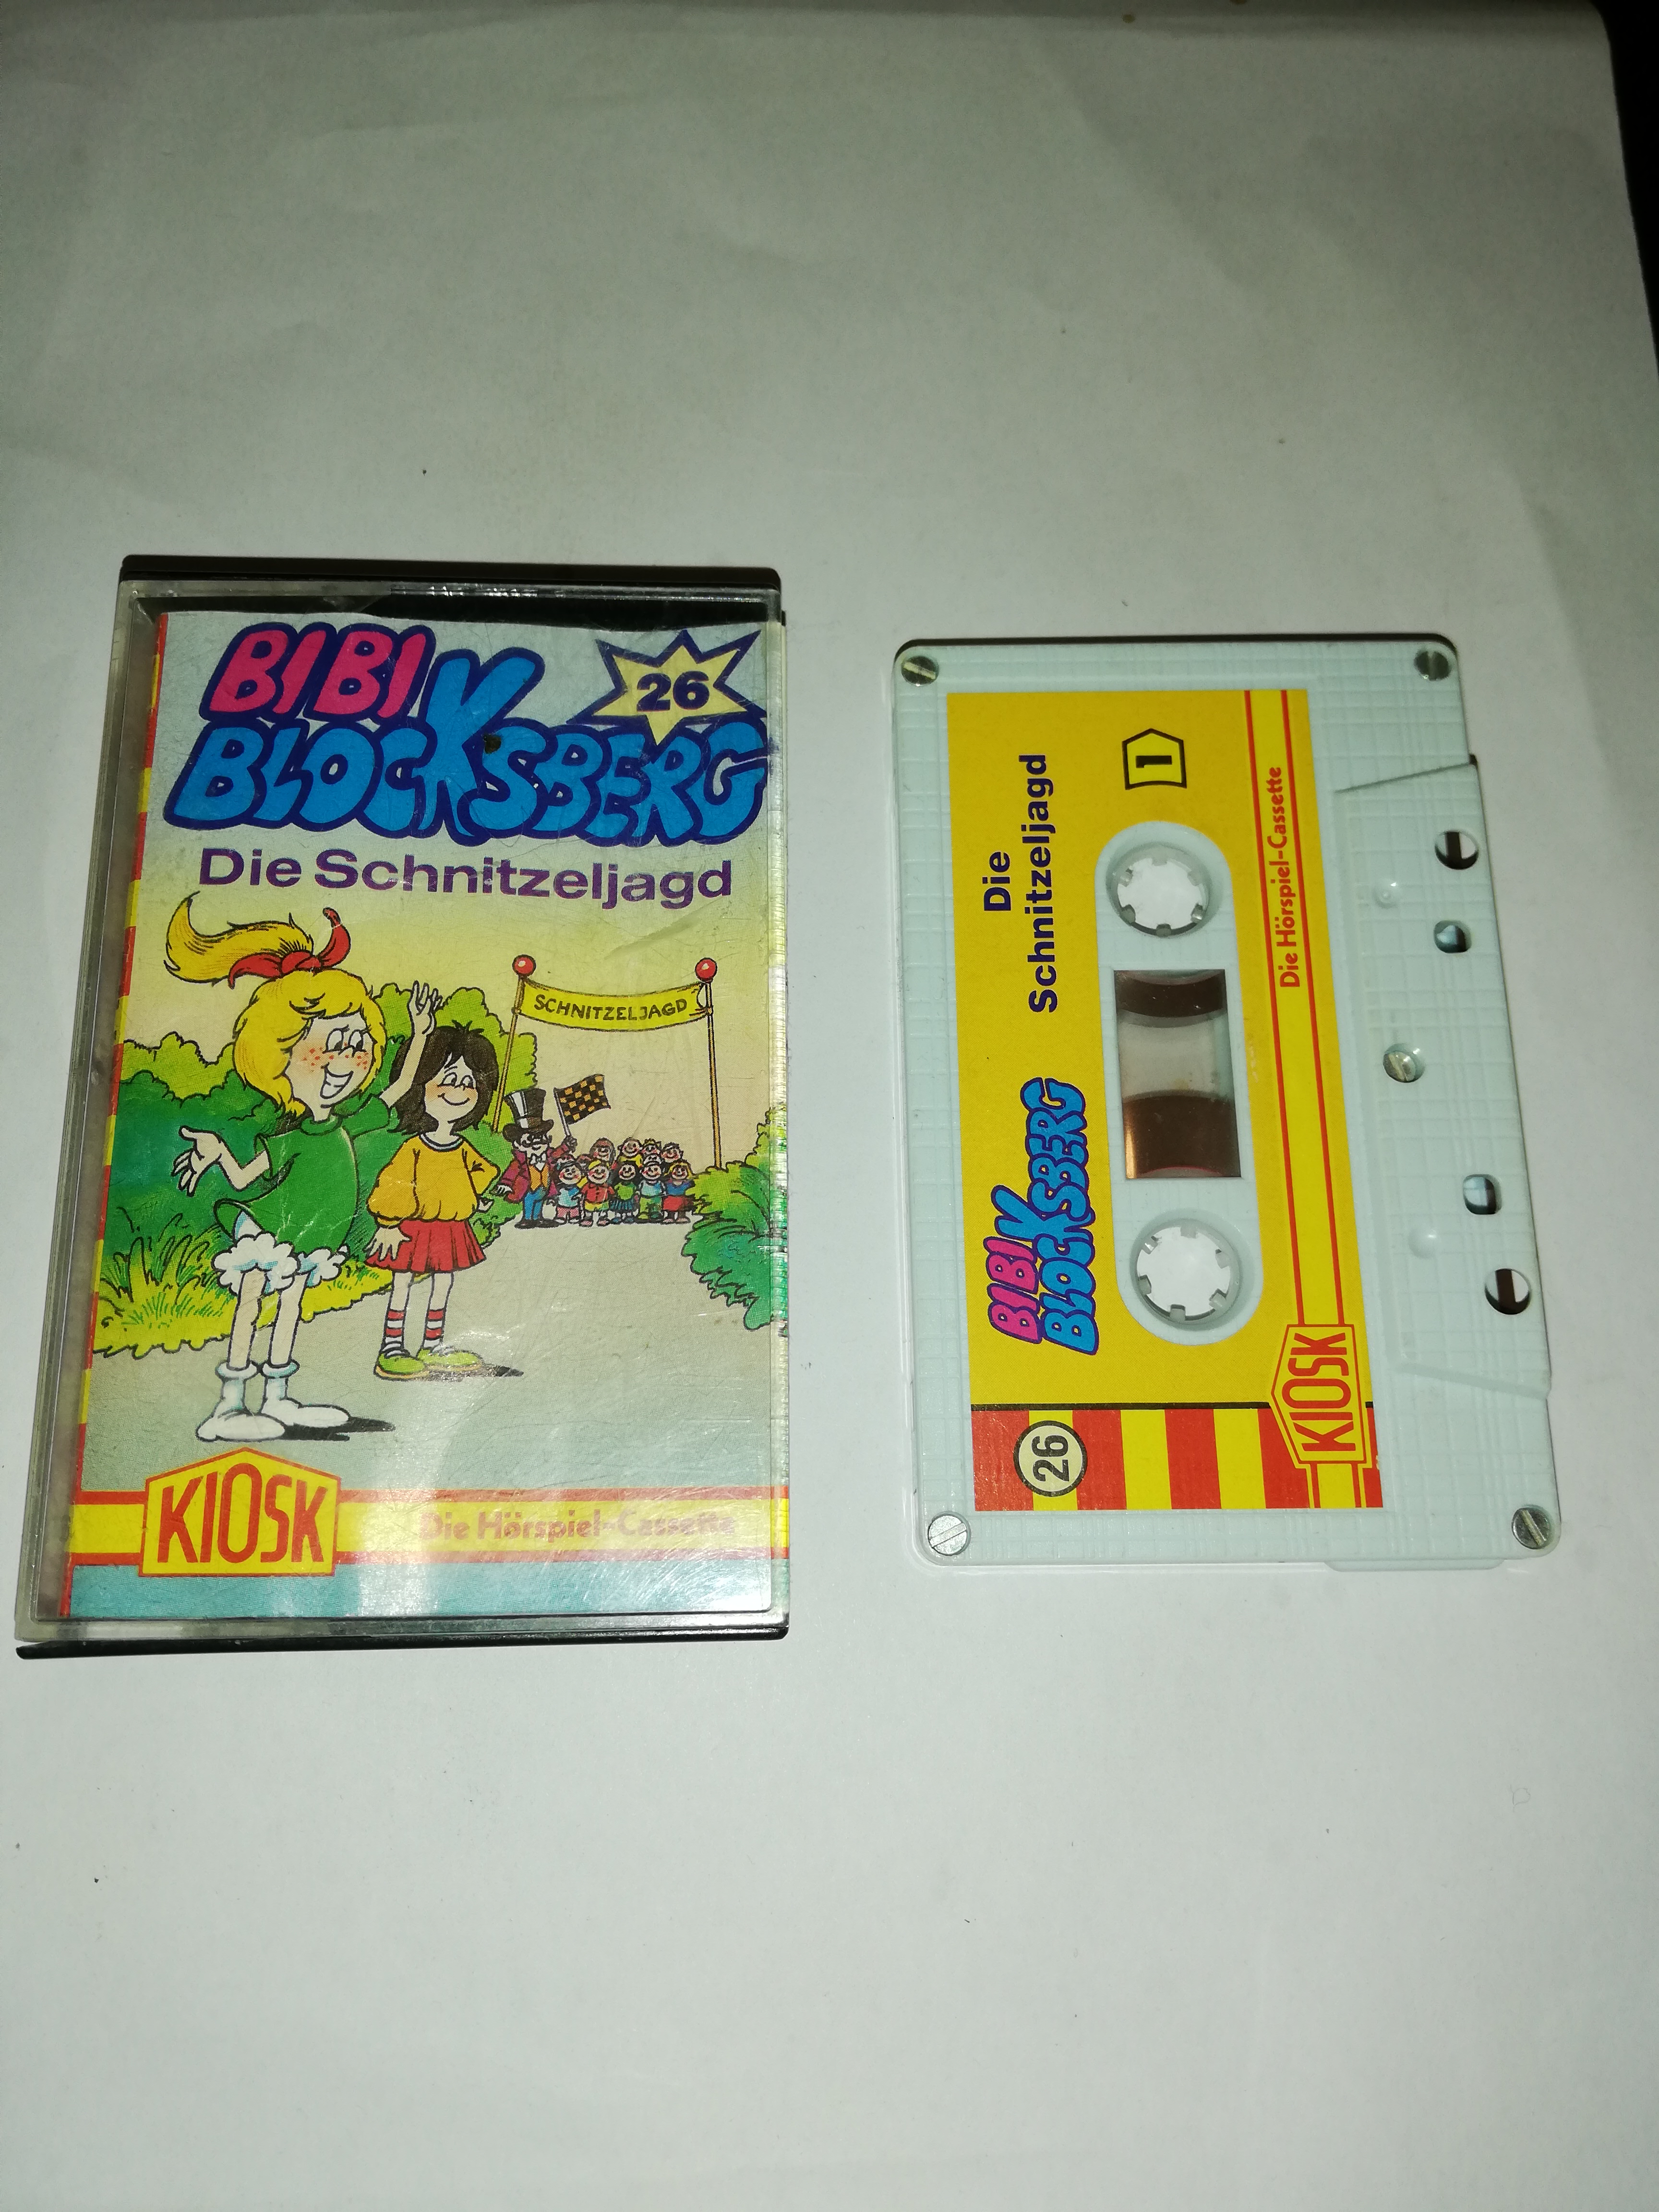 BIBI
BLOCKSBERG
26
Die Schnitzeljagd
SCHNITZELJAGD
KIOSK
Die Hörspiel-Cassette
Die
Schnitzeljagd
1
BIBI
BLOCKSBERG
Die Hörspiel-Cassette
26
KIOSK